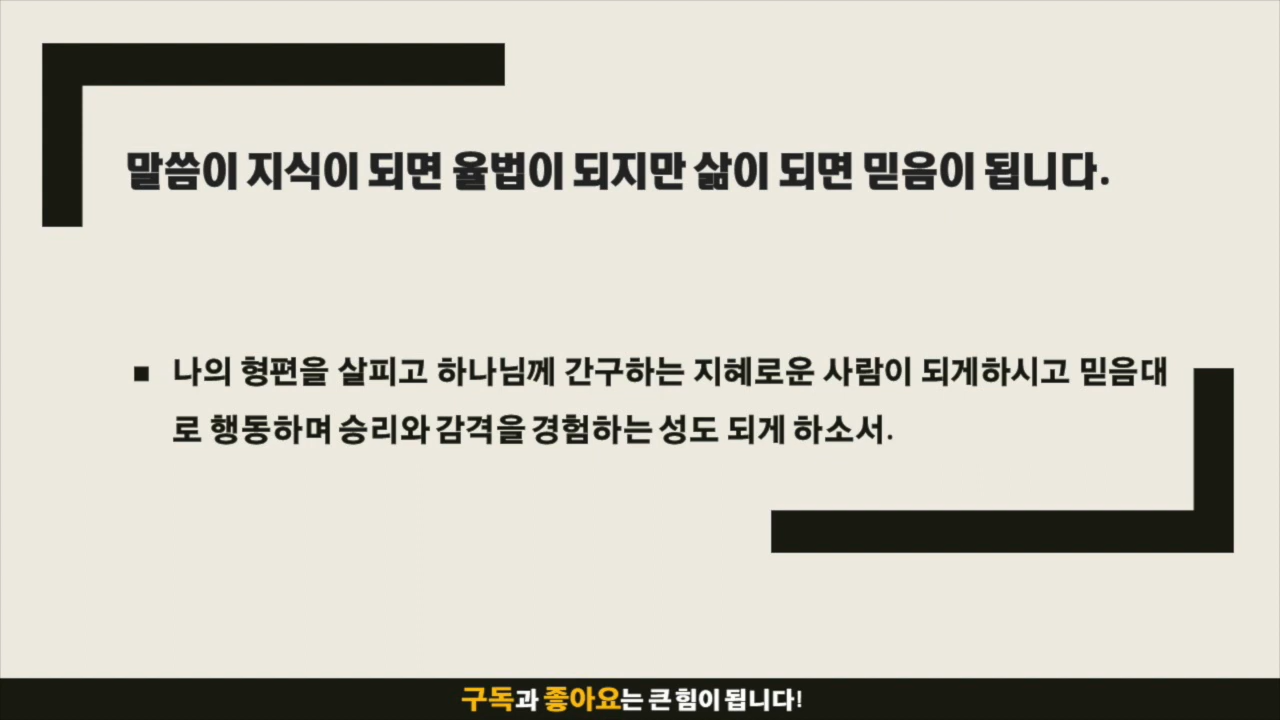 말씀이 지식이 되면 율법이 되지만 삶이 되면 믿음이 됩니다.
■ 나의 형편을 살피고 하나님께 간구하는 지혜로운 사람이 되게하시고 믿음대
로 행동하며 승리와 감격을 경험하는 성도 되게 하소서.
구독과 좋아요는 큰 힘이 됩니다!